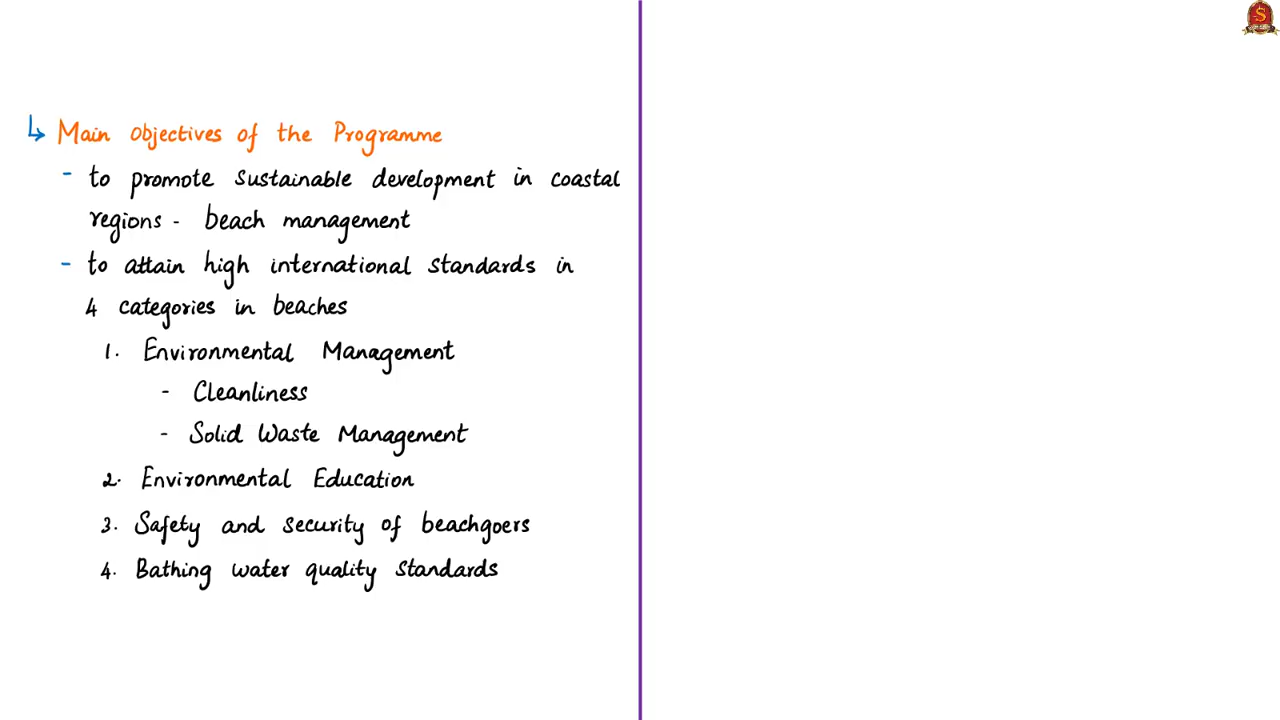 ↳ Main Objectives of the Programme
- to promote sustainable development in coastal
regions - beach management
- to attain high international standards in
4 categories in beaches
1. Environmental Management
- Cleanliness
- Solid Waste Management
2. Environmental Education
3. Safety and security of beachgoers
4. Bathing water quality standards
S